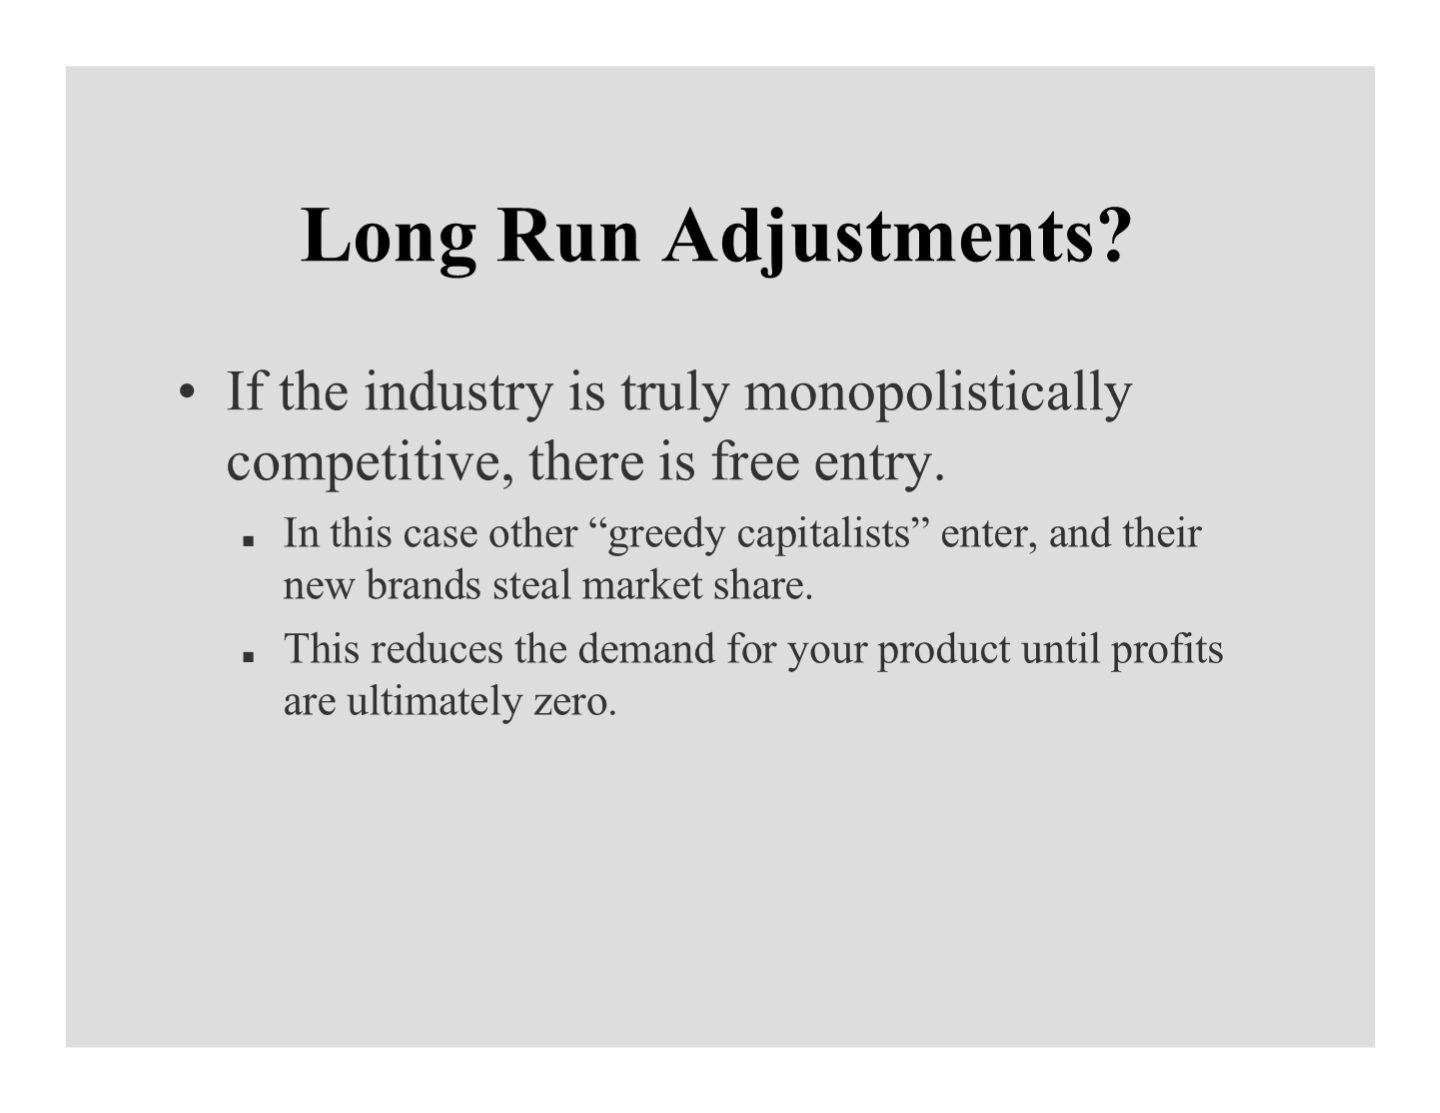 Long Run Adjustments?
• If the industry is truly monopolistically
competitive, there is free entry.
▪ In this case other “greedy capitalists” enter, and their
new brands steal market share.
▪ This reduces the demand for your product until profits
are ultimately zero.